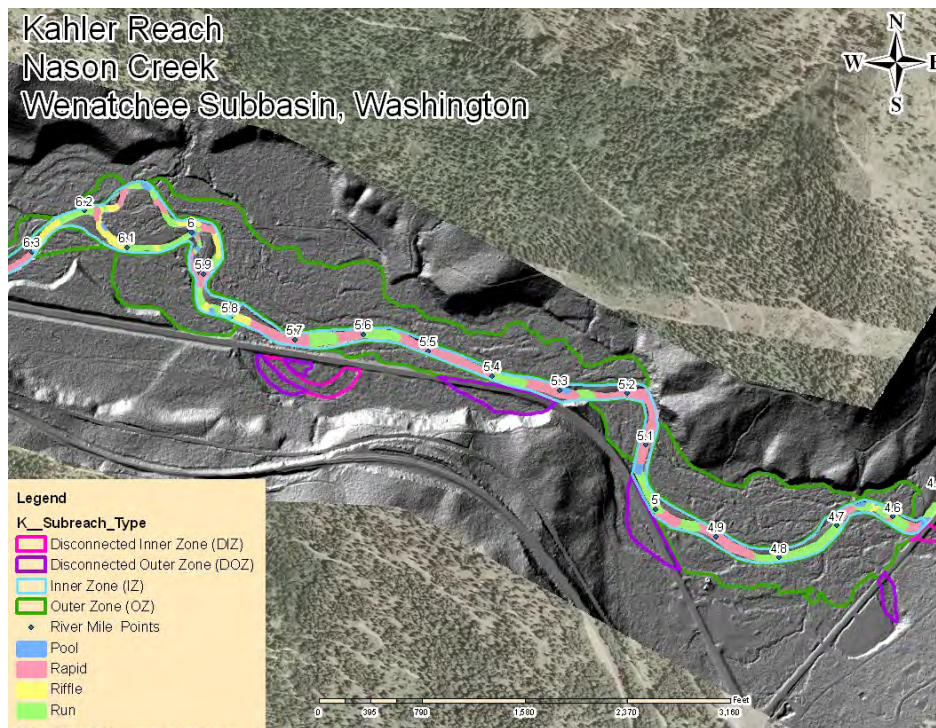 Kahler Reach
Nason Creek
Wenatchee Subbasin, Washington
N
W E
S
6.2
6.3
6.1
6
5.9
5.8
5.7
5.6
5.5
5.4
5.3
5.2
5.1
5
4.9
4.8
4.7
4.6
Legend
K__Subreach_Type
Disconnected Inner Zone (DIZ)
Disconnected Outer Zone (DOZ)
Inner Zone (IZ)
Outer Zone (OZ)
River Mile Points
Pool
Rapid
Riffle
Run
Feet
0 395 790 1,580 2,370 3,160